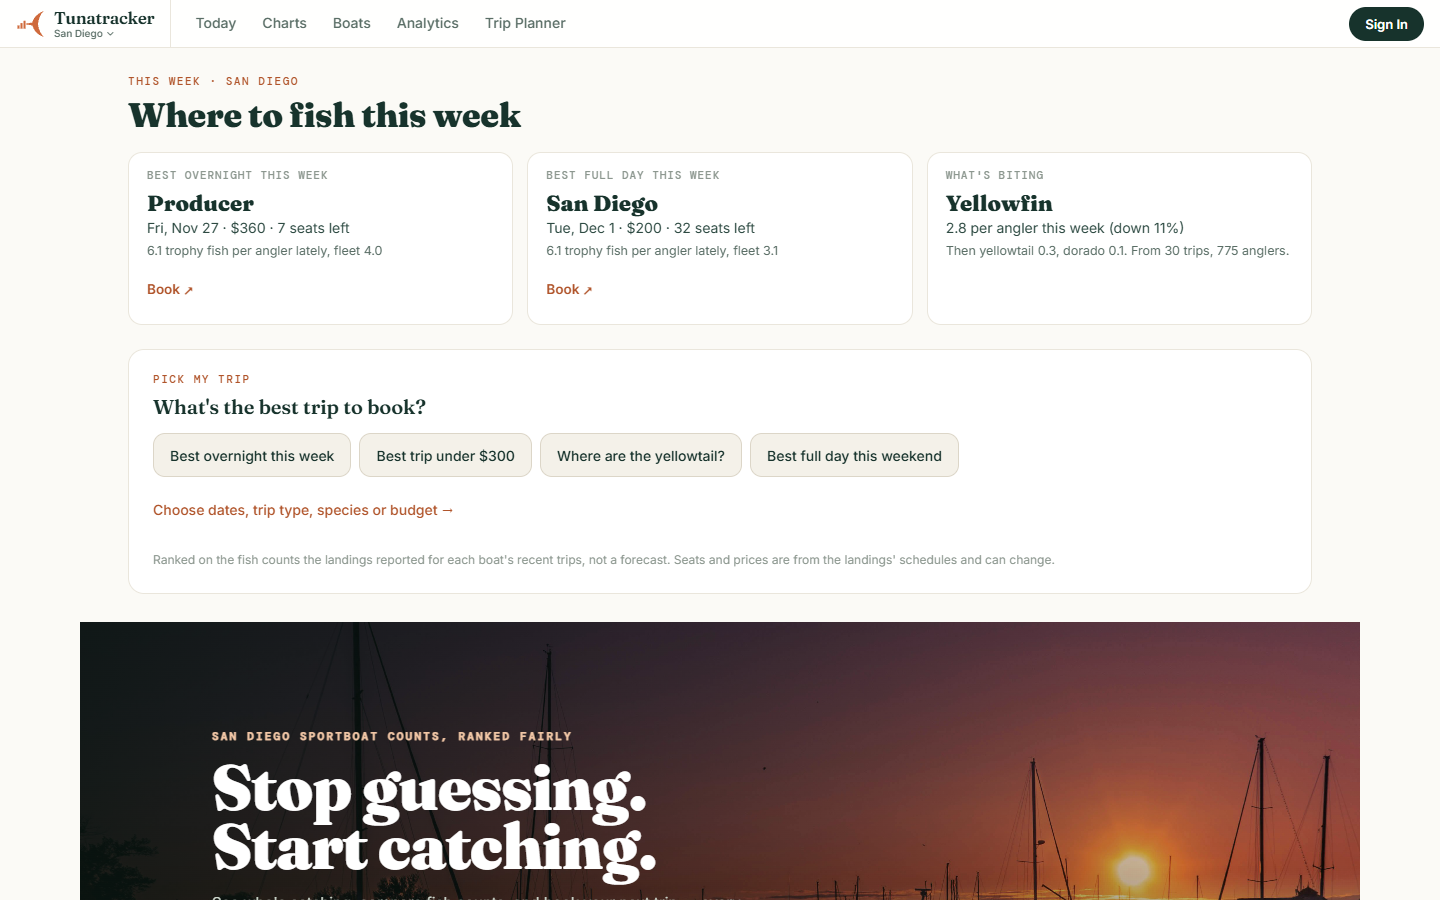 Tunatracker
San Diego
Today
Charts
Boats
Analytics
Trip Planner
Sign In
THIS WEEK · SAN DIEGO
Where to fish this week
BEST OVERNIGHT THIS WEEK
Producer
Fri, Nov 27 · $360 · 7 seats left
6.1 trophy fish per angler lately, fleet 4.0
Book ↗
BEST FULL DAY THIS WEEK
San Diego
Tue, Dec 1 · $200 · 32 seats left
6.1 trophy fish per angler lately, fleet 3.1
Book ↗
WHAT'S BITING
Yellowfin
2.8 per angler this week (down 11%)
Then yellowtail 0.3, dorado 0.1. From 30 trips, 775 anglers.
PICK MY TRIP
What's the best trip to book?
Best overnight this week
Best trip under $300
Where are the yellowtail?
Best full day this weekend
Choose dates, trip type, species or budget →
Ranked on the fish counts the landings reported for each boat's recent trips, not a forecast. Seats and prices are from the landings' schedules and can change.
SAN DIEGO SPORTBOAT COUNTS, RANKED FAIRLY
Stop guessing.
Start catching.